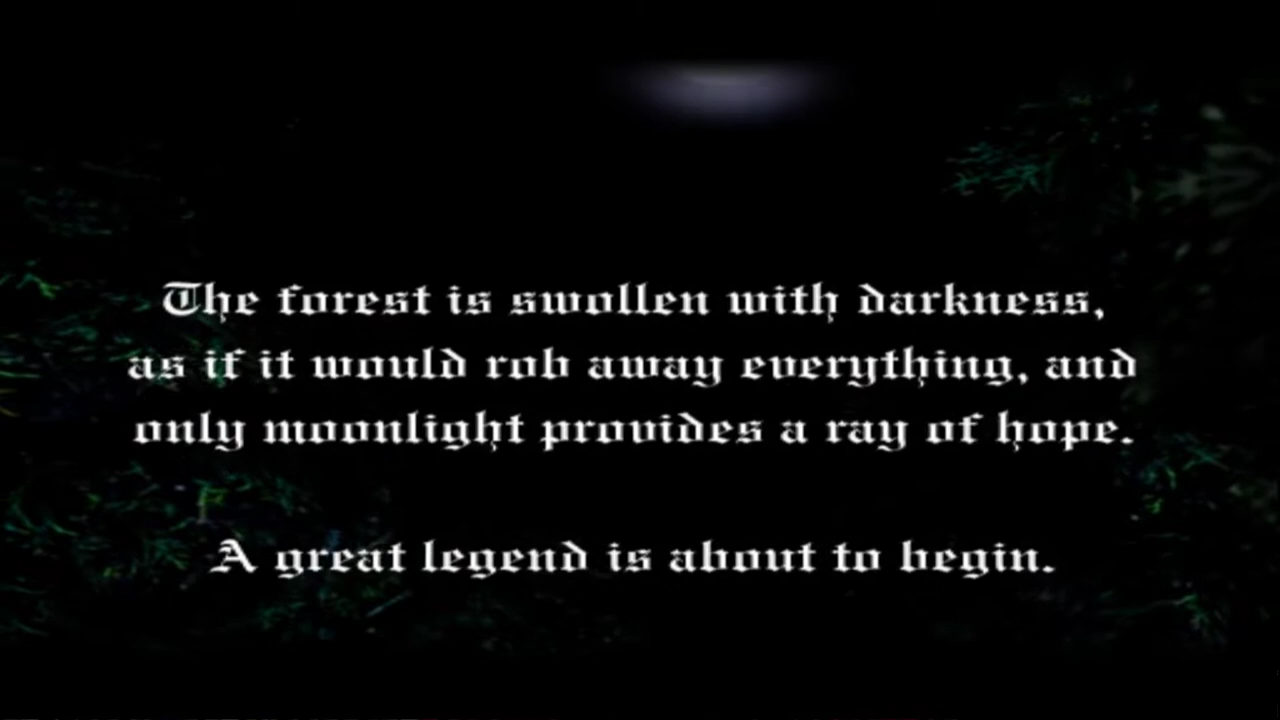 The forest is swollen with darkness,
as if it would rob away everything, and
only moonlight provides a ray of hope.
A great legend is about to begin.